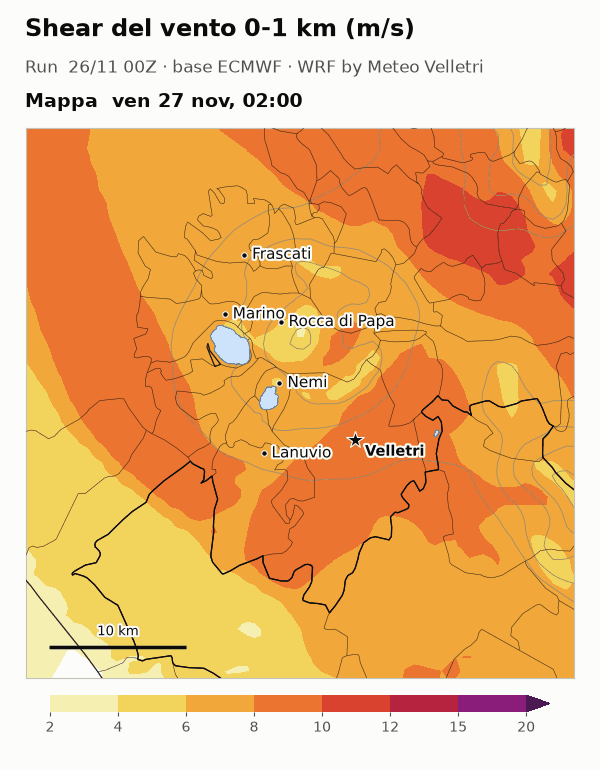 Shear del vento 0-1 km (m/s)
Run  26/11 00Z · base ECMWF · WRF by Meteo Velletri
Mappa  ven 27 nov, 02:00
Frascati
Marino
Rocca di Papa
Nemi
Velletri
Lanuvio
10 km
2 4 6 8 10 12 15 20